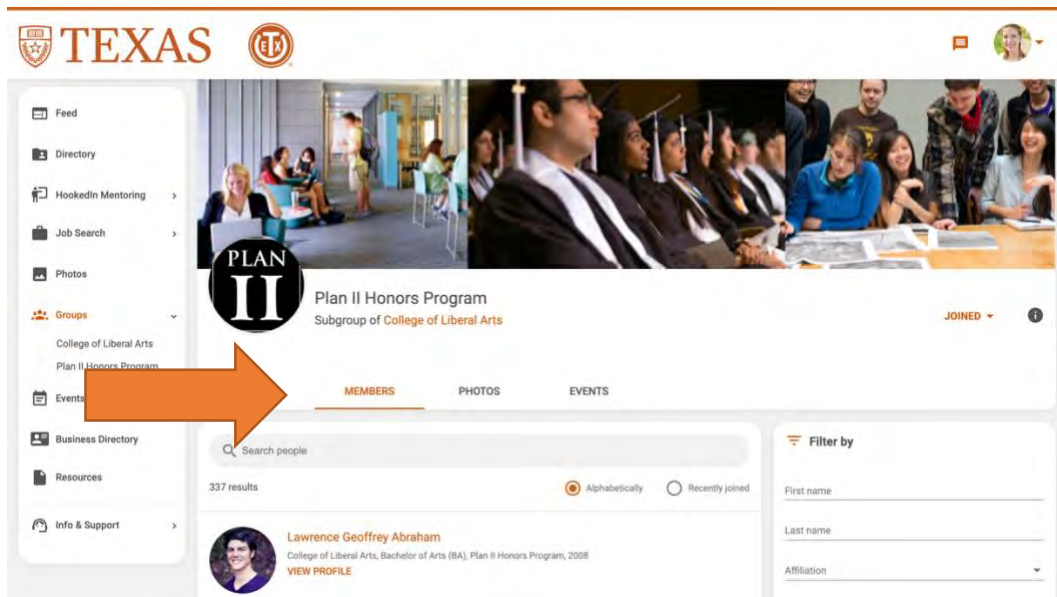 TEXAS
Feed
Directory
HookedIn Mentoring
Job Search
Photos
Groups
College of Liberal Arts
Plan II Honors Program
Events
Business Directory
Resources
Info & Support
PLAN
II
Plan II Honors Program
Subgroup of College of Liberal Arts
JOINED
MEMBERS PHOTOS EVENTS
Search people
337 results
Alphabetically Recently joined
Lawrence Geoffrey Abraham
College of Liberal Arts, Bachelor of Arts (BA), Plan II Honors Program, 2008
VIEW PROFILE
Filter by
First name
Last name
Affiliation